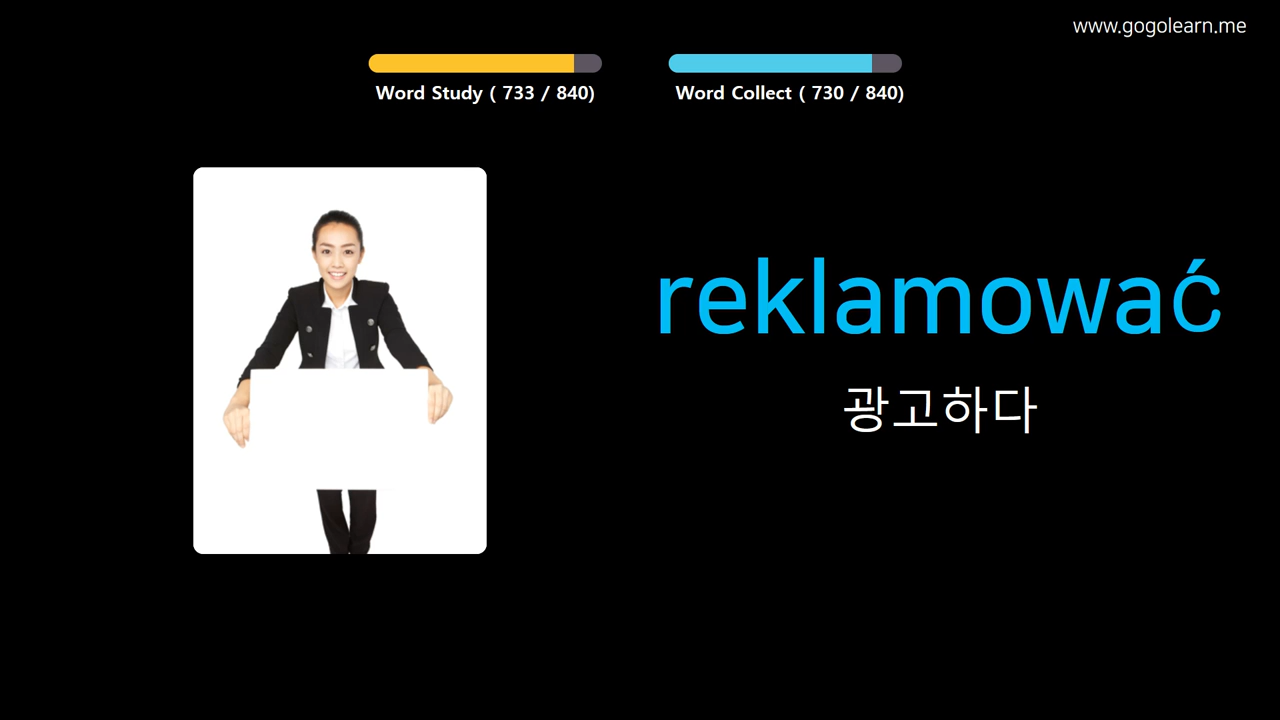 www.gogolearn.me
Word Study ( 733 / 840)
Word Collect ( 730 / 840)
reklamować
광고하다